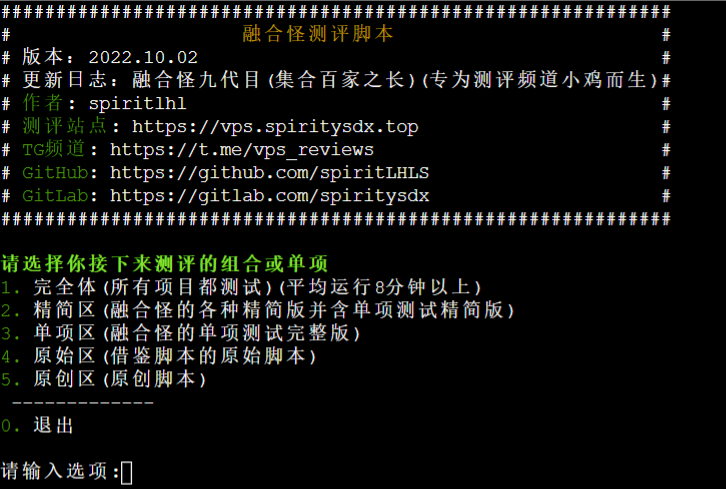 #############################################################
# 融合怪测评脚本 #
# 版本：2022.10.02 #
# 更新日志：融合怪九代目(集合百家之长)(专为测评频道小鸡而生)#
# 作者：spiritlhl #
# 测评站点：https://vps.spiritysdx.top #
# TG频道：https://t.me/vps_reviews #
# GitHub: https://github.com/spiritLHLS #
# GitLab: https://gitlab.com/spiritysdx #
#############################################################
请选择你接下来测评的组合或单项
1. 完全体(所有项目都测试)(平均运行8分钟以上)
2. 精简区(融合怪的各种精简版并含单项测试精简版)
3. 单项区(融合怪的单项测试完整版)
4. 原始区(借鉴脚本的原始脚本)
5. 原创区(原创脚本)
-------------
0. 退出
请输入选项: